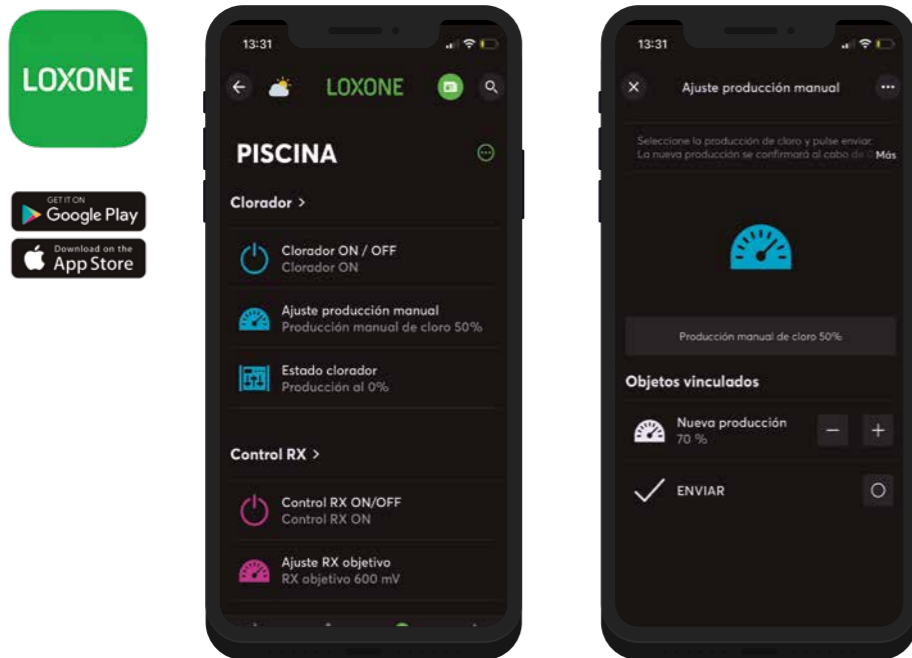 LOXONE
GET IT ON
Google Play
Download on the
App Store
13:31
LOXONE
PISCINA
Clorador >
Clorador ON / OFF
Clorador ON
Ajuste producción manual
Producción manual de cloro 50%
Estado clorador
Producción al 0%
Control RX >
Control RX ON/OFF
Control RX ON
Ajuste RX objetivo
RX objetivo 600 mV
13:31
Ajuste producción manual
Seleccione la producción de cloro y pulse enviar.
La nueva producción se confirmará al cabo de Más
Producción manual de cloro 50%
Objetos vinculados
Nueva producción
70 %
ENVIAR